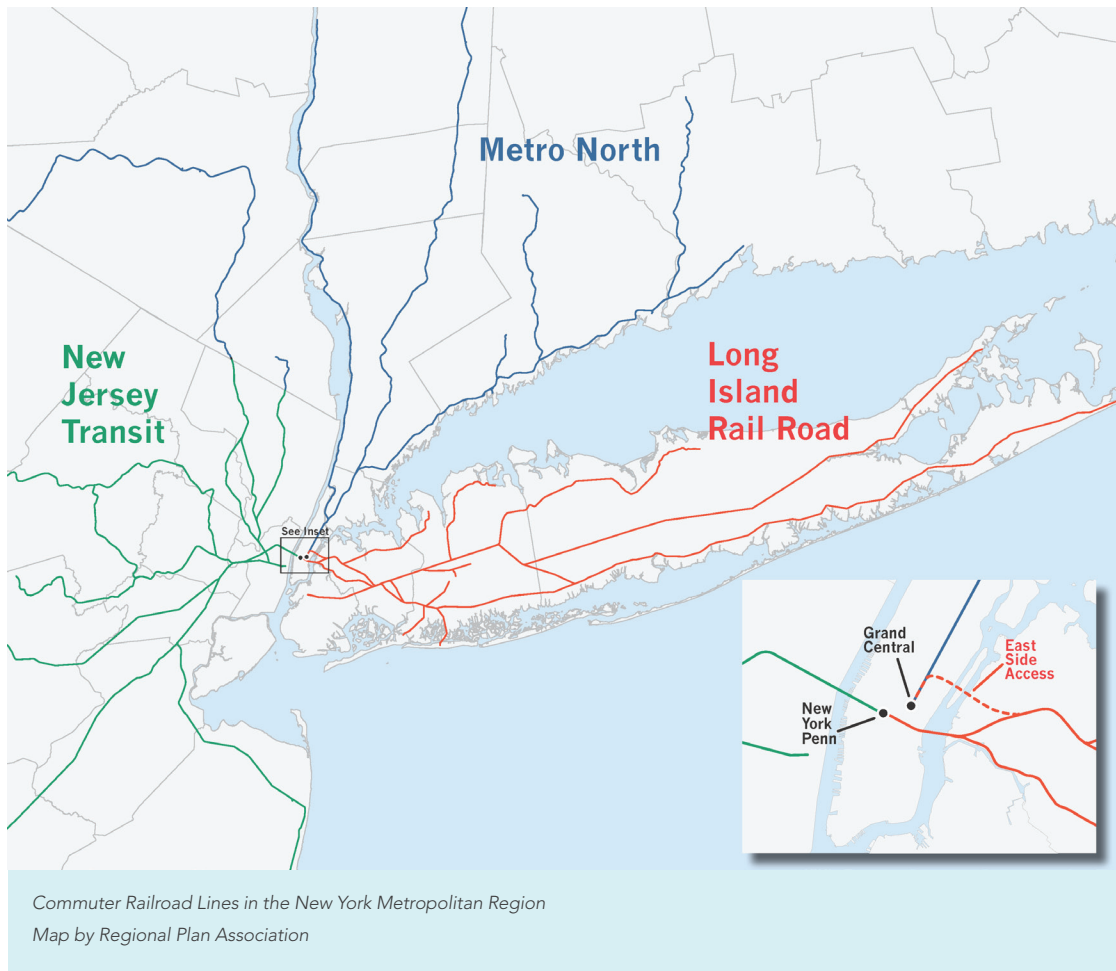 Metro North
New
Jersey
Transit
Long
Island
Rail Road
See Inset
Grand
Central
East
Side
Access
New
York
Penn
Commuter Railroad Lines in the New York Metropolitan Region
Map by Regional Plan Association